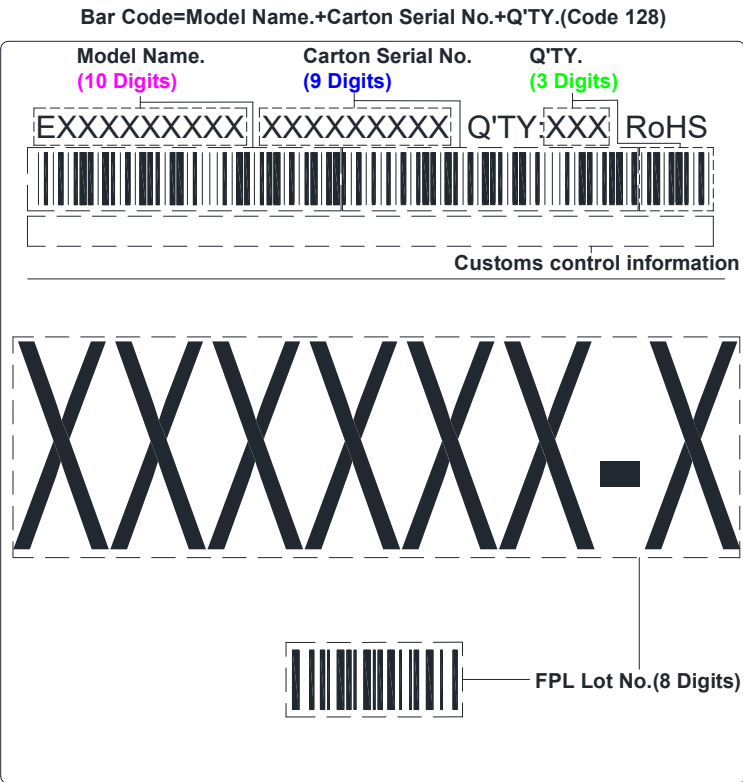 Bar Code=Model Name.+Carton Serial No.+Q'TY.(Code 128)
Model Name. Carton Serial No. Q'TY.
(10 Digits) (9 Digits) (3 Digits)
EXXXXXXXXX XXXXXXXXX Q'TY:XXX RoHS
Customs control information
XXXXXX-X
FPL Lot No.(8 Digits)